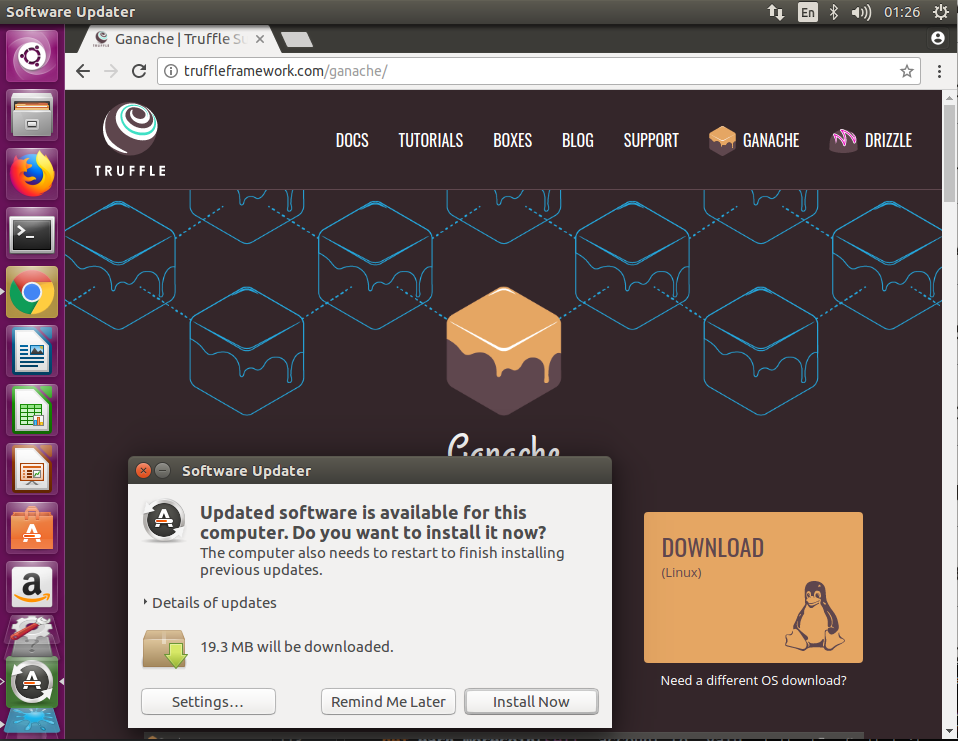 Software Updater
En
01:26
Ganache | Truffle Su
truffleframework.com/ganache/
TRUFFLE
DOCS
TUTORIALS
BOXES
BLOG
SUPPORT
GANACHE
DRIZZLE
Ganache
Software Updater
Updated software is available for this
computer. Do you want to install it now?
The computer also needs to restart to finish installing
previous updates.
Details of updates
19.3 MB will be downloaded.
Settings...
Remind Me Later
Install Now
DOWNLOAD
(Linux)
Need a different OS download?